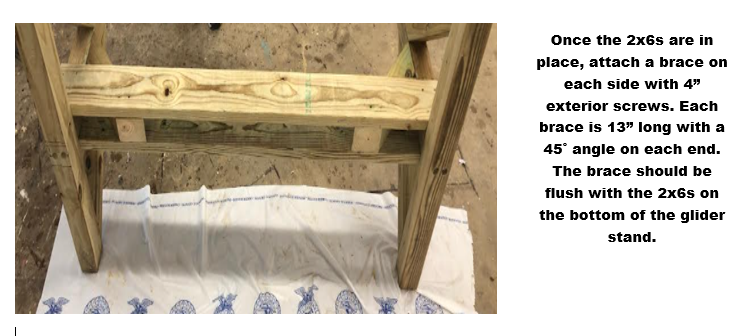 Once the 2x6s are in
place, attach a brace on
each side with 4”
exterior screws. Each
brace is 13” long with a
45˚ angle on each end.
The brace should be
flush with the 2x6s on
the bottom of the glider
stand.